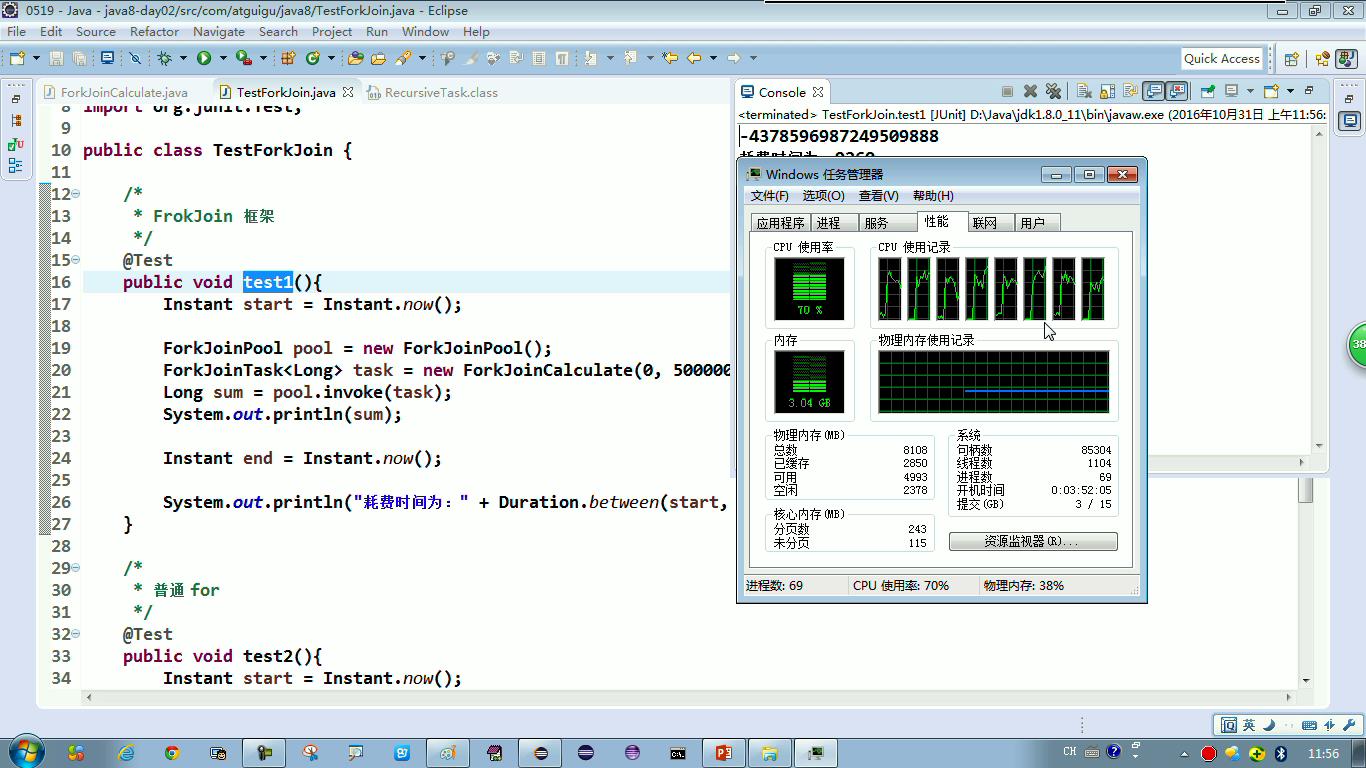 0519 - Java - java8-day02/src/com/atguigu/java8/TestForkJoin.java - Eclipse
File Edit Source Refactor Navigate Search Project Run Window Help
Quick Access
ForkJoinCalculate.java TestForkJoin.java RecursiveTask.class
8 import org.junit.Test;
9
10 public class TestForkJoin {
11
12 /*
13 * FrokJoin 框架
14 */
15 @Test
16 public void test1(){
17 Instant start = Instant.now();
18
19 ForkJoinPool pool = new ForkJoinPool();
20 ForkJoinTask<Long> task = new ForkJoinCalculate(0, 500000
21 Long sum = pool.invoke(task);
22 System.out.println(sum);
23
24 Instant end = Instant.now();
25
26 System.out.println("耗费时间为：" + Duration.between(start,
27 }
28
29 /*
30 * 普通 for
31 */
32 @Test
33 public void test2(){
34 Instant start = Instant.now();
Console
<terminated> TestForkJoin.test1 [JUnit] D:\Java\jdk1.8.0_11\bin\javaw.exe (2016年10月31日 上午11:56:
-4378596987249509888
Windows 任务管理器
文件(F) 选项(O) 查看(V) 帮助(H)
应用程序 进程 服务 性能 联网 用户
CPU 使用率 CPU 使用记录
70 %
内存 物理内存使用记录
3.04 GB
物理内存(MB)
总数 8108
已缓存 2850
可用 4993
空闲 2378
核心内存(MB)
分页数 243
未分页 115
系统
句柄数 85304
线程数 1104
进程数 69
开机时间 0:03:52:05
提交(GB) 3 / 15
资源监视器(R)...
进程数: 69 CPU 使用率: 70% 物理内存: 38%
38
英
CH
11:56